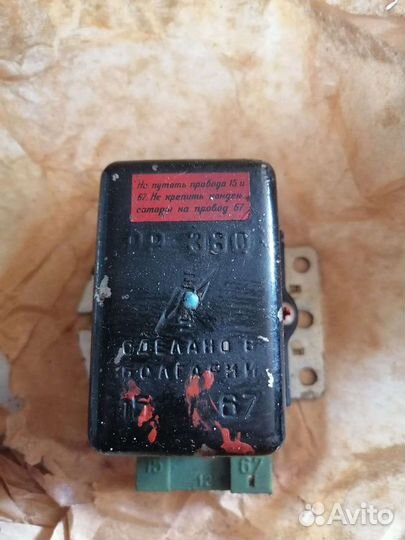 Не путать провода 15 и
67. Не крепить конден
саторы на провод 67
РР 380
СДЕЛАНО В
БОЛГАРИИ
15 67
15 67
13
Avito